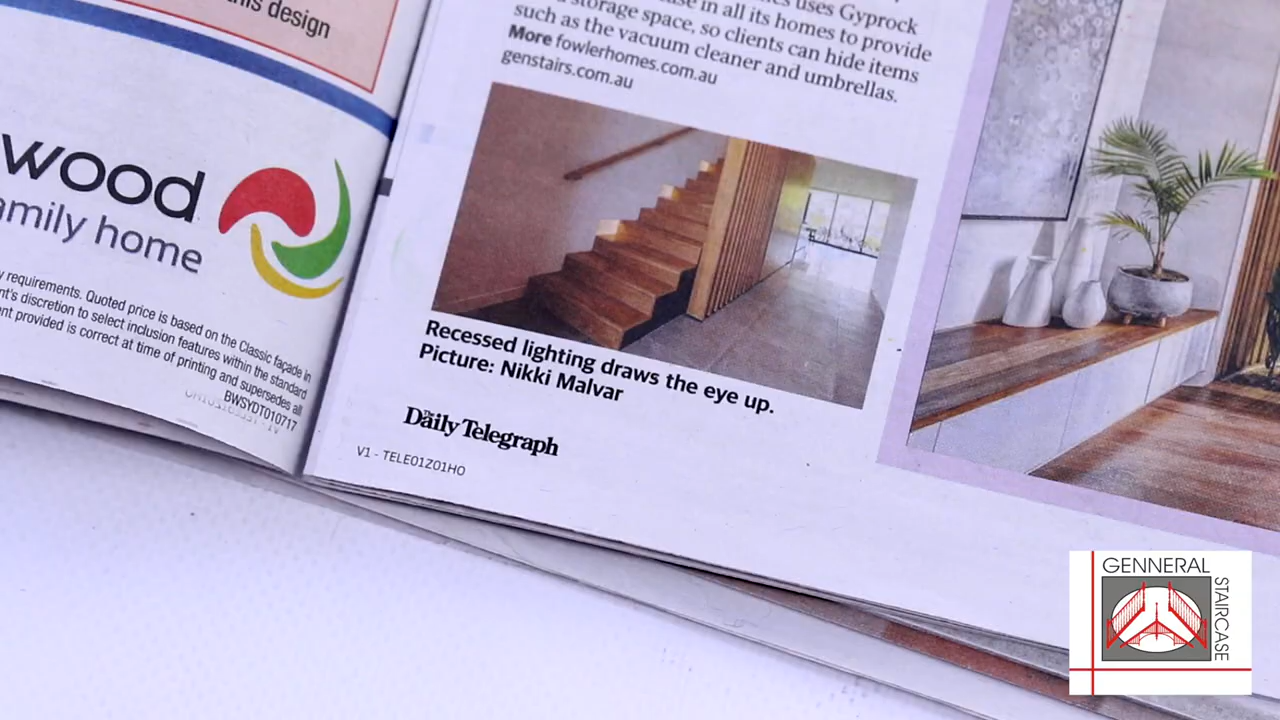 this design
wood
family home
requirements. Quoted price is based on the Classic façade in
discretion to select inclusion features within the standard
provided is correct at time of printing and supersedes all
BWSYDT010717
uses Gyprock
in all its homes to provide
storage space, so clients can hide items
such as the vacuum cleaner and umbrellas.
More fowlerhomes.com.au
genstairs.com.au
Recessed lighting draws the eye up.
Picture: Nikki Malvar
The Daily Telegraph
V1 - TELE01Z01HO
GENNERAL
STAIRCASE